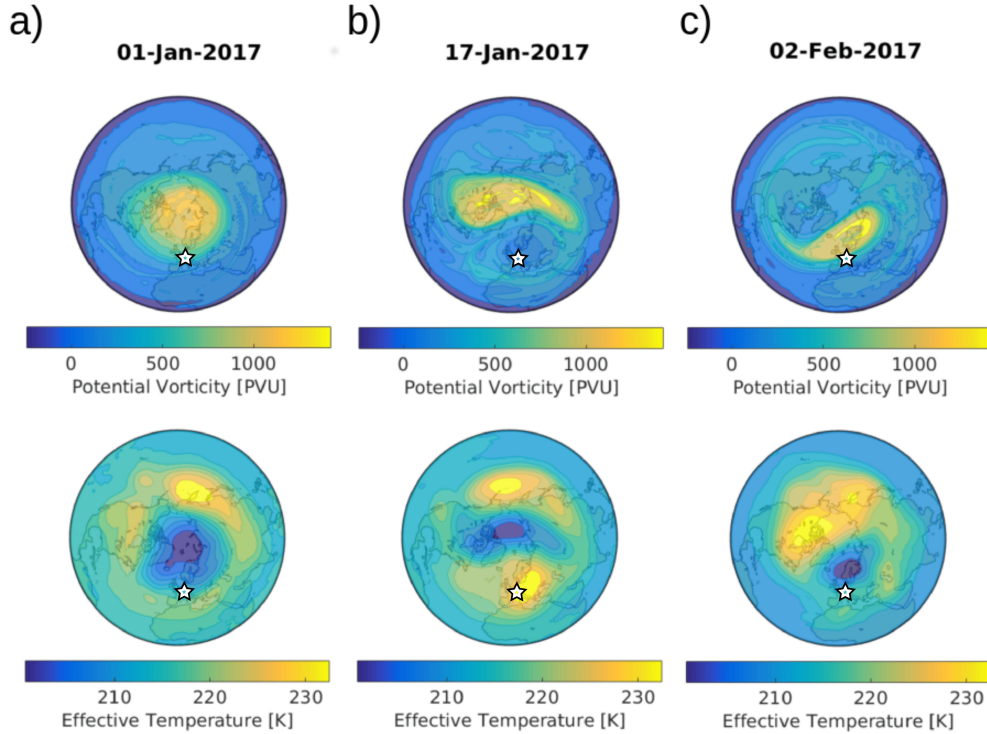 a)
01-Jan-2017
b)
17-Jan-2017
c)
02-Feb-2017
0 500 1000
Potential Vorticity [PVU]
0 500 1000
Potential Vorticity [PVU]
0 500 1000
Potential Vorticity [PVU]
210 220 230
Effective Temperature [K]
210 220 230
Effective Temperature [K]
210 220 230
Effective Temperature [K]